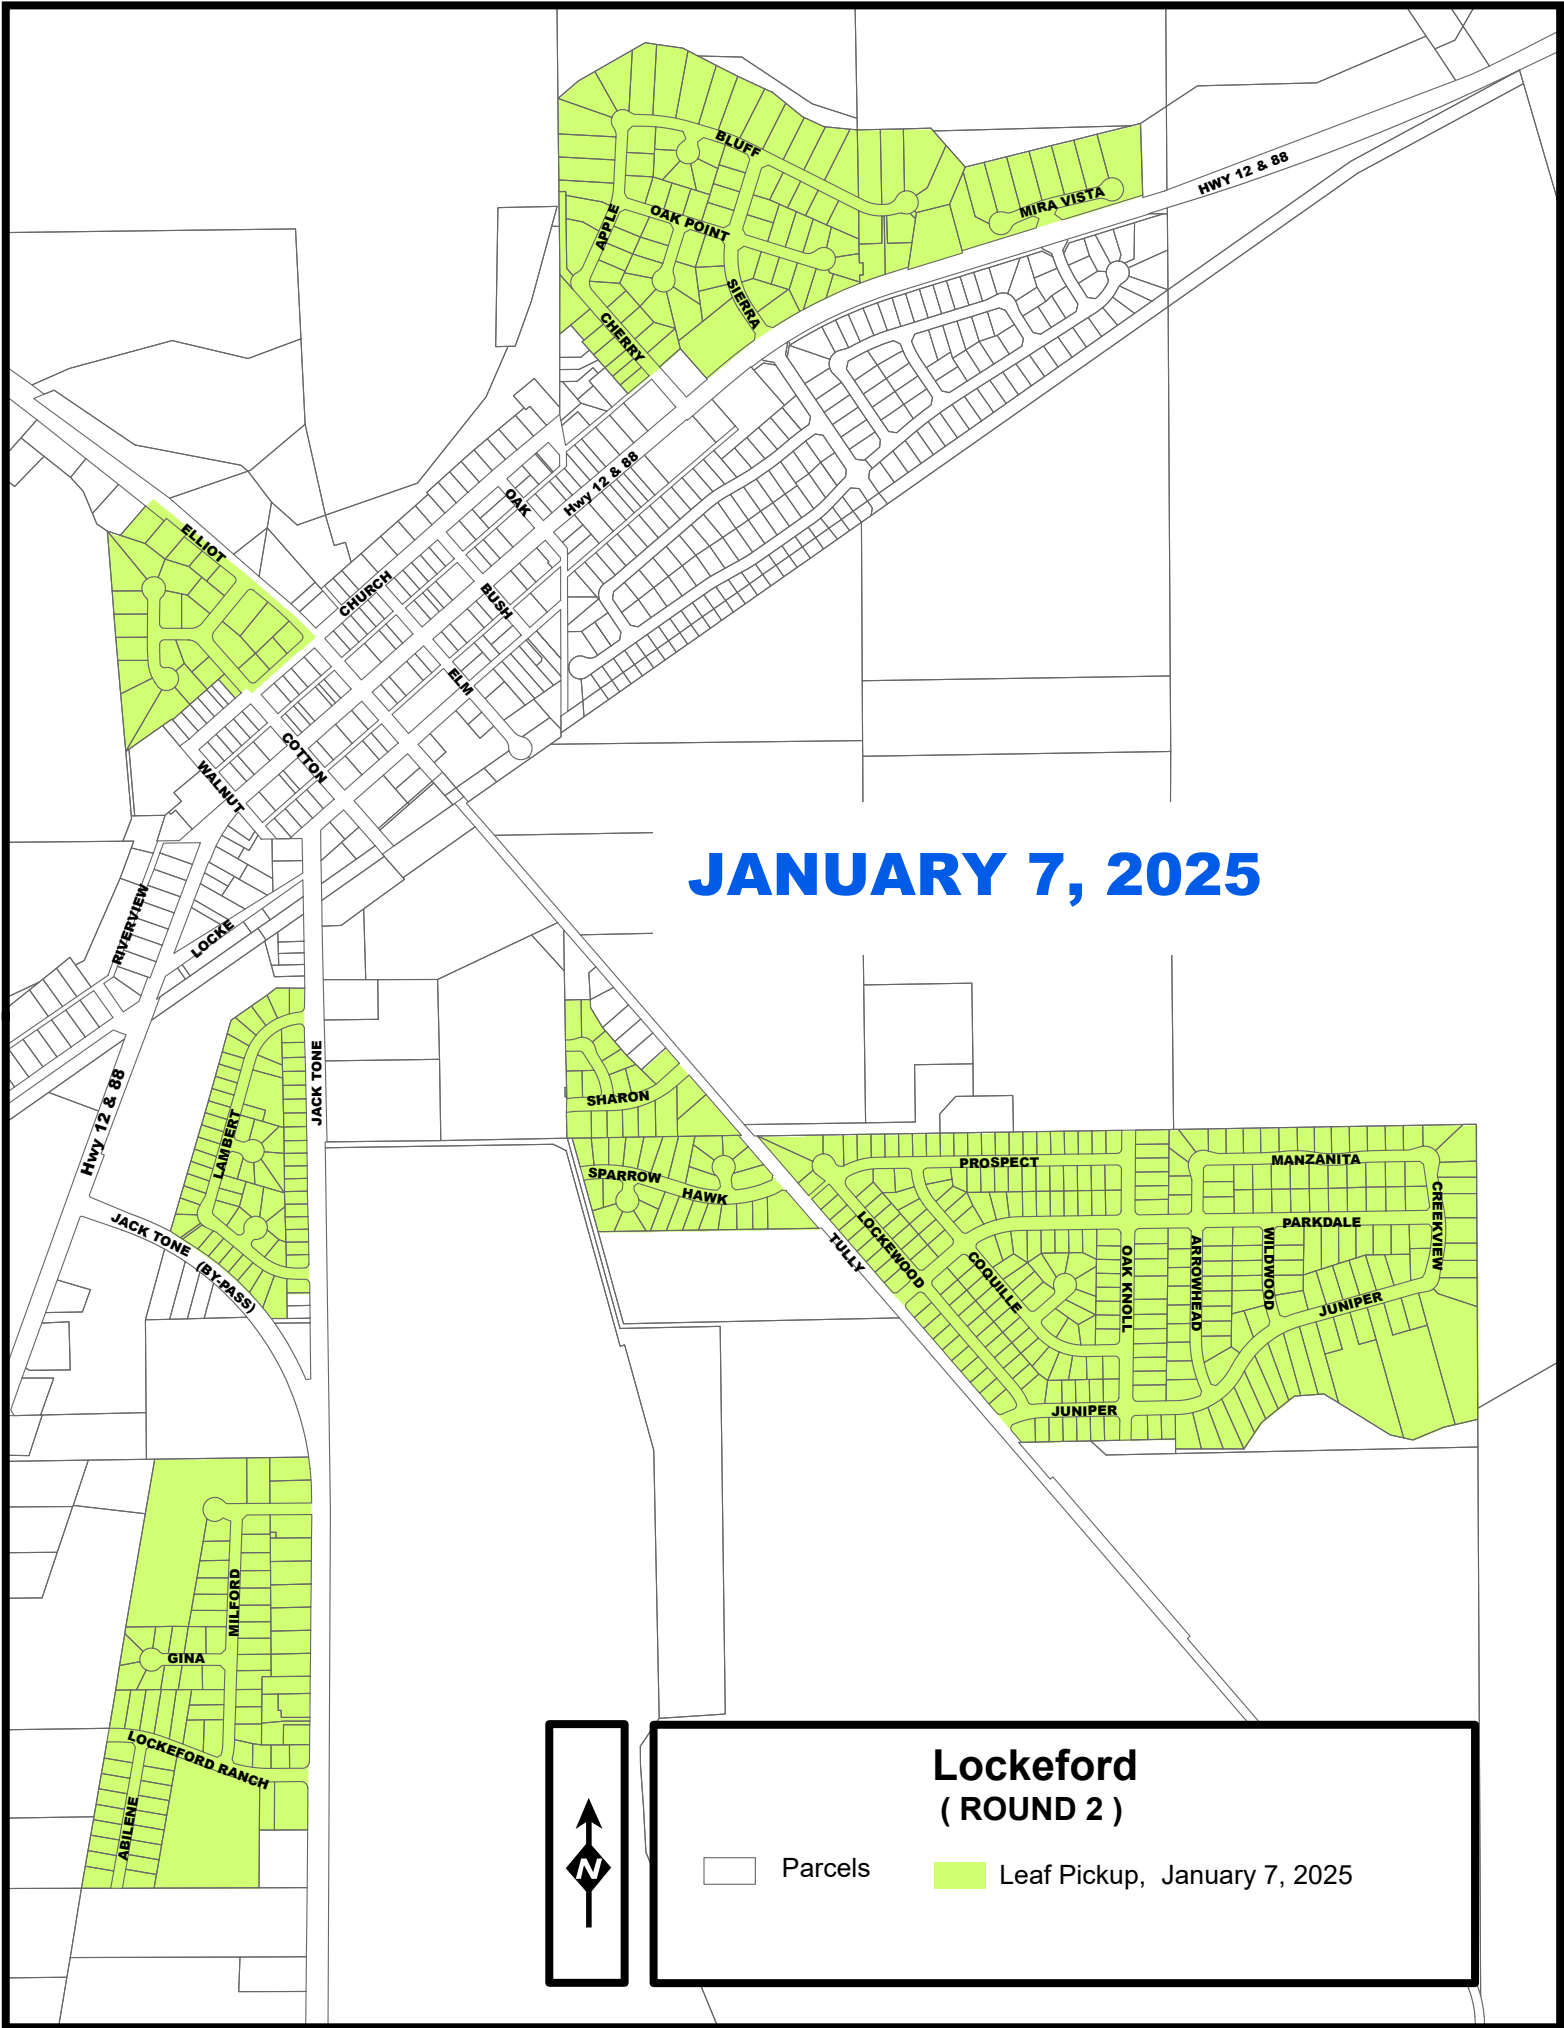 BLUFF
HWY 12 & 88
MIRA VISTA
APPLE
OAK POINT
SIERRA
CHERRY
Hwy 12 & 88
OAK
ELLIOT
CHURCH
BUSH
ELM
COTTON
WALNUT
JANUARY 7, 2025
RIVERVIEW
LOCKE
JACK TONE
Hwy 12 & 88
LAMBERT
SHARON
SPARROW
HAWK
PROSPECT
MANZANITA
CREEKVIEW
PARKDALE
JACK TONE
(BY-PASS)
TULLY
LOCKEWOOD
COQUILLE
OAK KNOLL
ARROWHEAD
WILDWOOD
JUNIPER
JUNIPER
MILFORD
GINA
LOCKEFORD RANCH
ABILENE
N
Lockeford
( ROUND 2 )
Parcels
Leaf Pickup, January 7, 2025